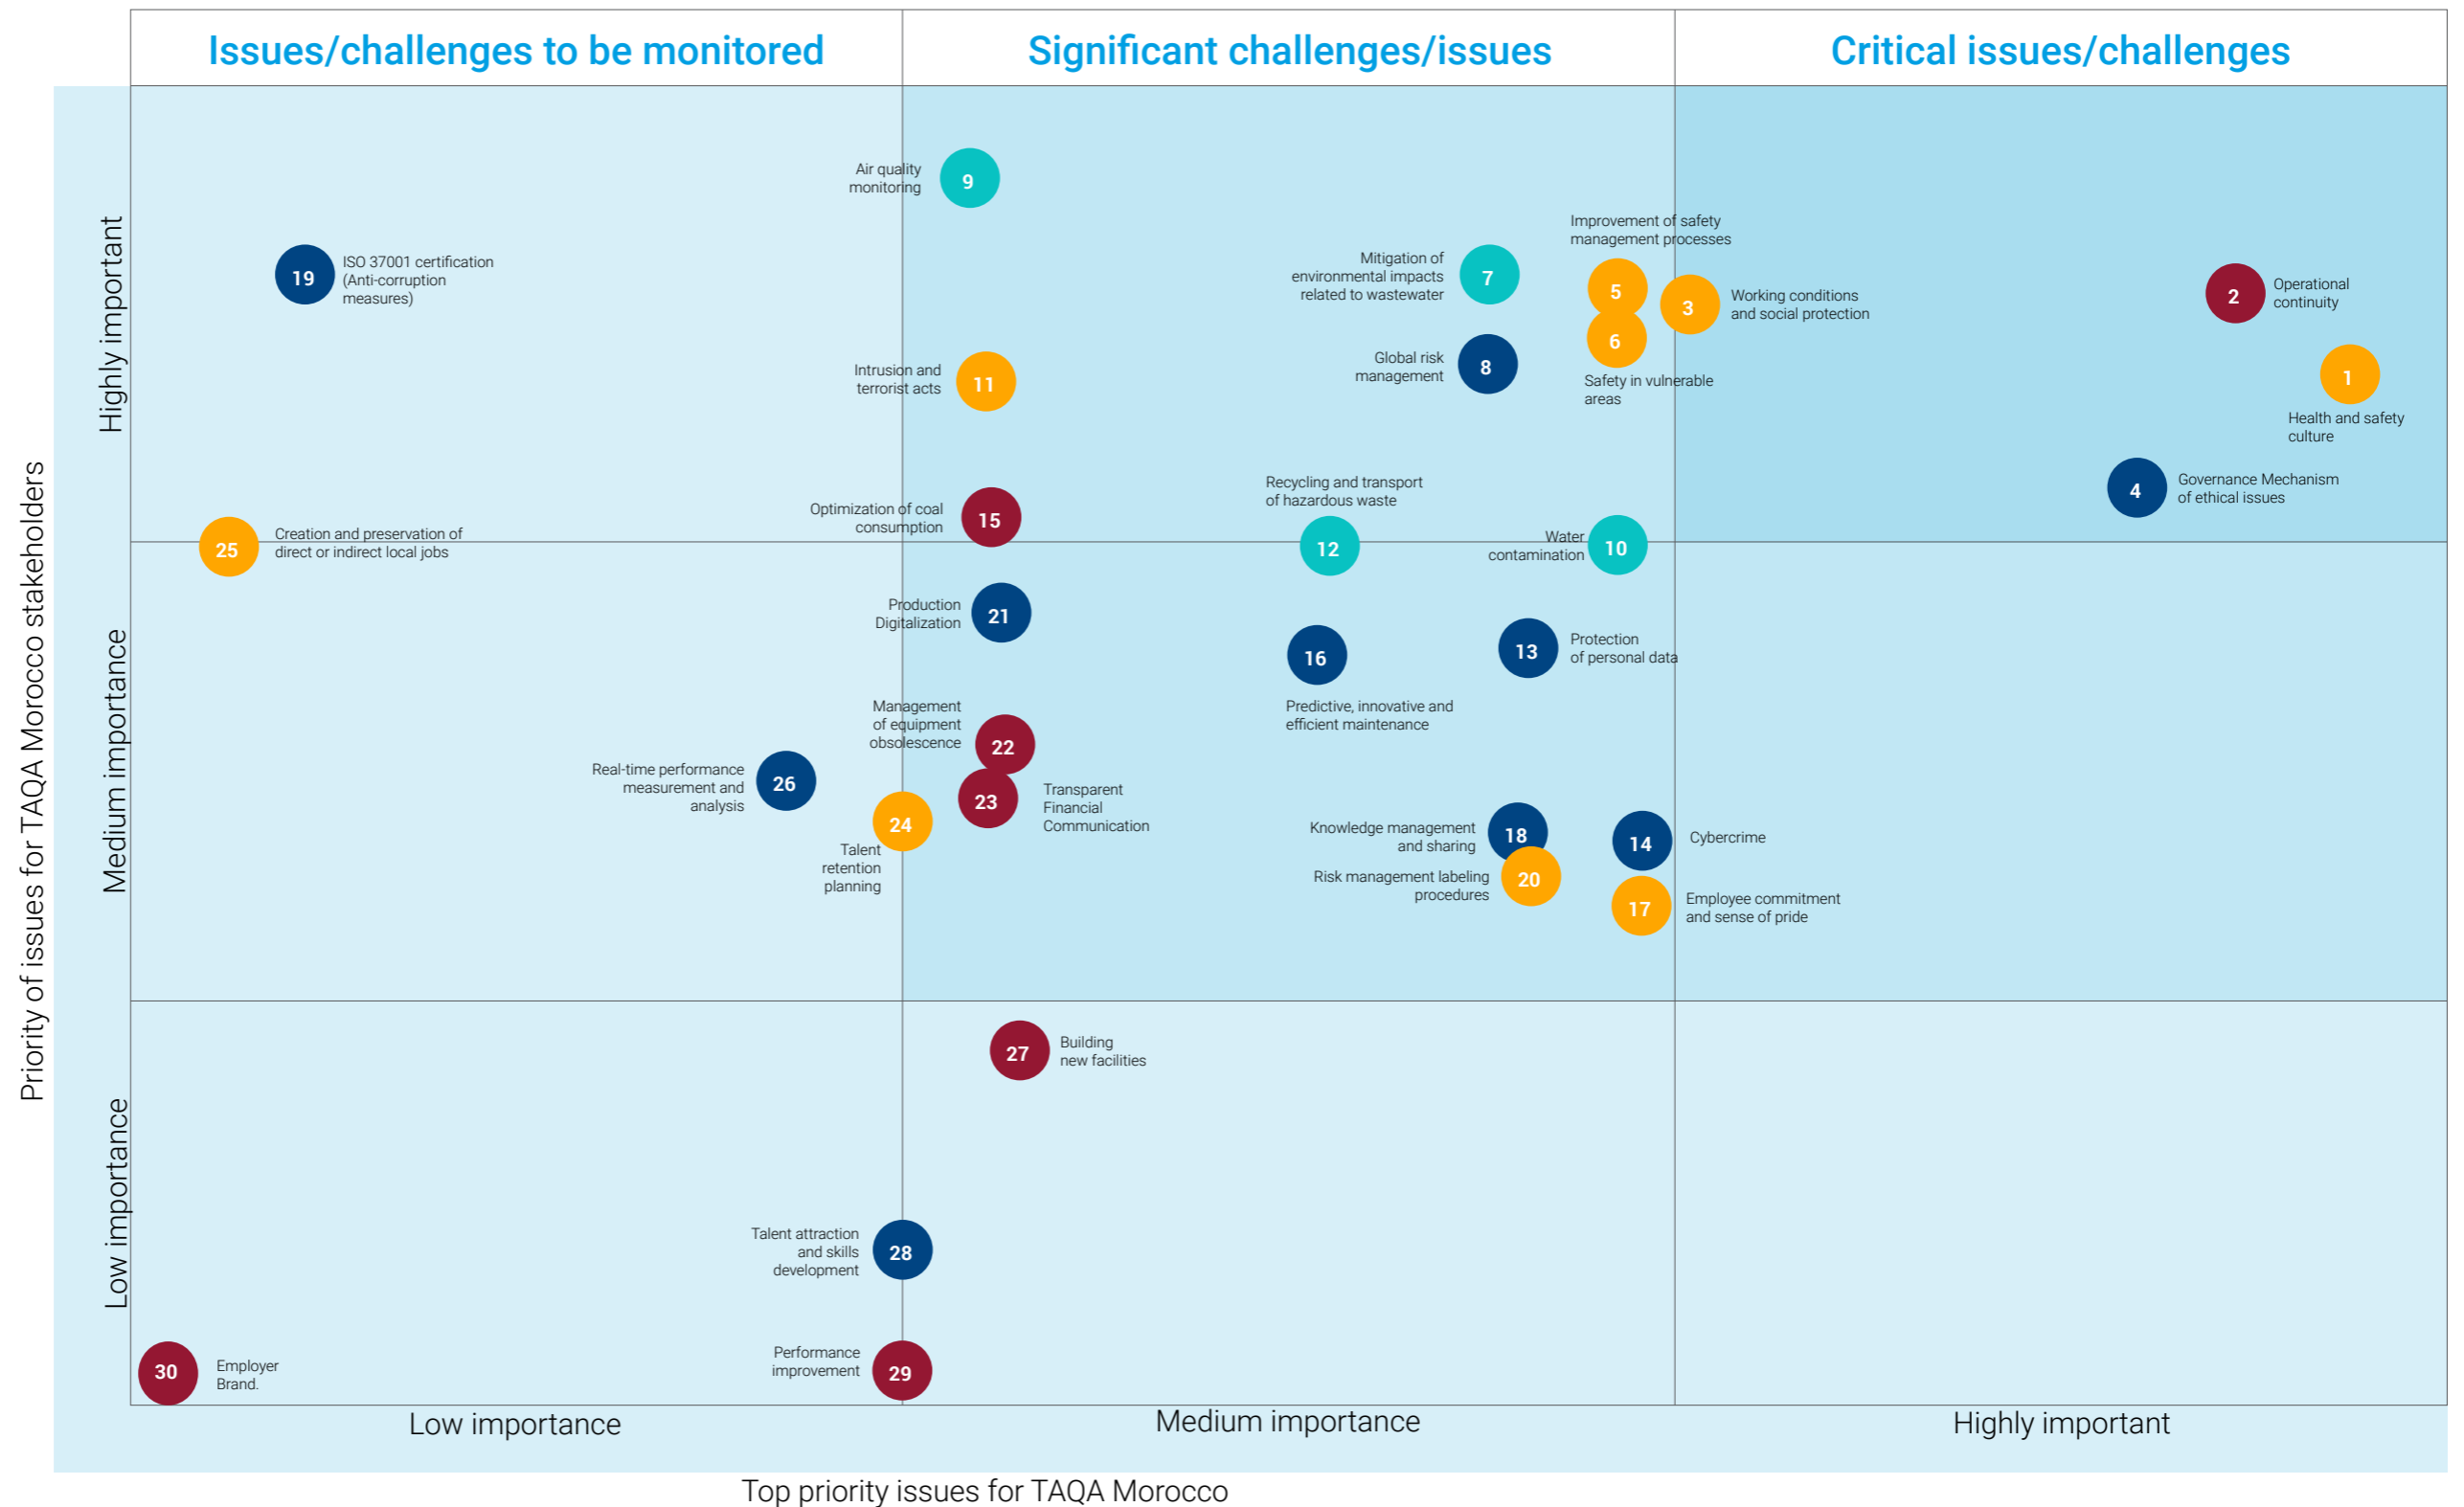 Issues/challenges to be monitored
Significant challenges/issues
Critical issues/challenges
Priority of issues for TAQA Morocco stakeholders
Highly important
Medium importance
Low importance
Air quality
monitoring
9
19
ISO 37001 certification
(Anti-corruption
measures)
Mitigation of
environmental impacts
related to wastewater
7
Improvement of safety
management processes
5
3
Working conditions
and social protection
2
Operational
continuity
6
Safety in vulnerable
areas
Global risk
management
8
Intrusion and
terrorist acts
11
1
Health and safety
culture
4
Governance Mechanism
of ethical issues
Recycling and transport
of hazardous waste
12
Optimization of coal
consumption
15
Water
contamination
10
25
Creation and preservation of
direct or indirect local jobs
Production
Digitalization
21
16
Predictive, innovative and
efficient maintenance
13
Protection
of personal data
Management
of equipment
obsolescence
22
23
Transparent
Financial
Communication
Real-time performance
measurement and
analysis
26
24
Talent
retention
planning
Knowledge management
and sharing
18
14
Cybercrime
Risk management labeling
procedures
20
17
Employee commitment
and sense of pride
27
Building
new facilities
Talent attraction
and skills
development
28
Performance
improvement
29
30
Employer
Brand.
Low importance
Medium importance
Highly important
Top priority issues for TAQA Morocco